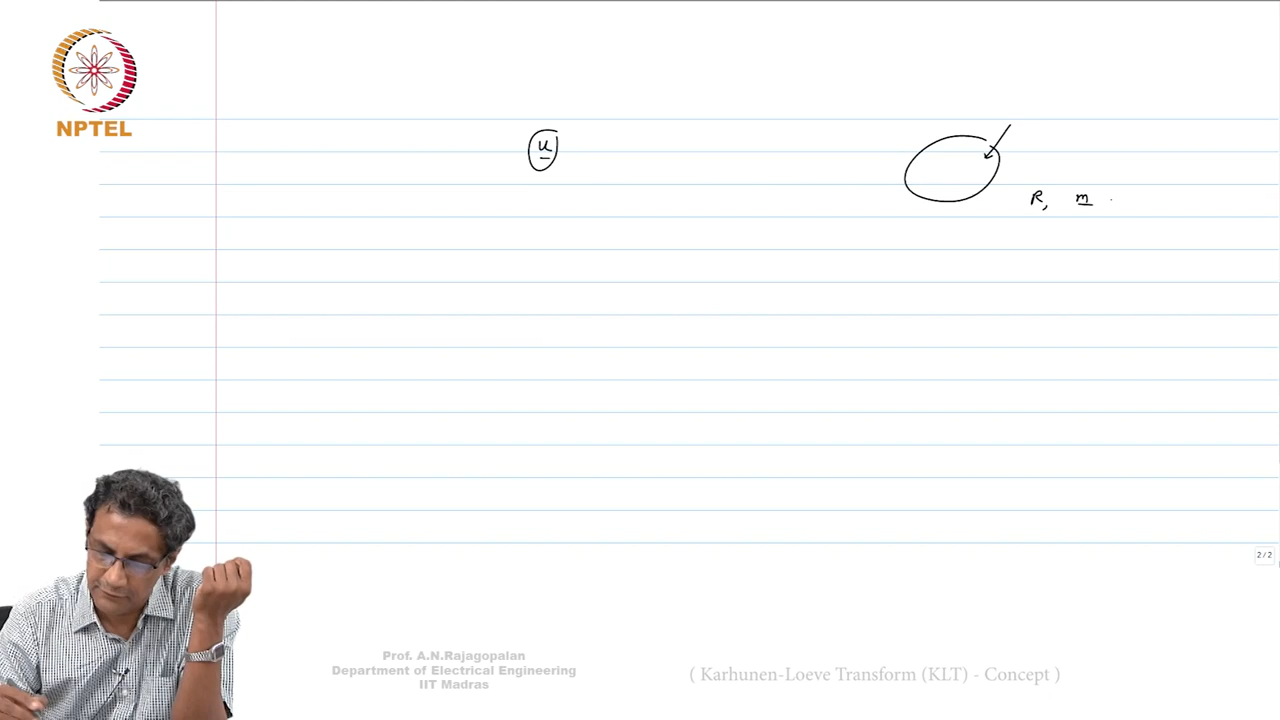 NPTEL
u
R, m
2/2
Prof. A.N.Rajagopalan
Department of Electrical Engineering
IIT Madras
( Karhunen-Loeve Transform (KLT) - Concept )